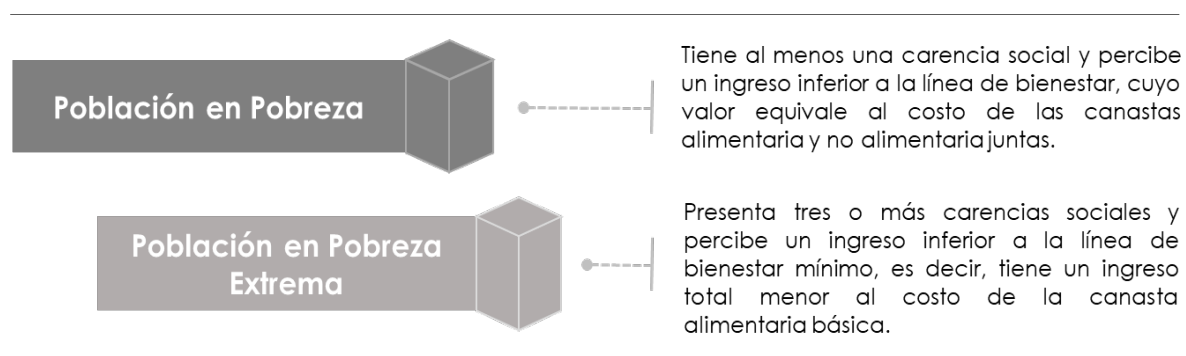 Población en Pobreza
Tiene al menos una carencia social y percibe
un ingreso inferior a la línea de bienestar, cuyo
valor equivale al costo de las canastas
alimentaria y no alimentaria juntas.
Población en Pobreza
Extrema
Presenta tres o más carencias sociales y
percibe un ingreso inferior a la línea de
bienestar mínimo, es decir, tiene un ingreso
total menor al costo de la canasta
alimentaria básica.